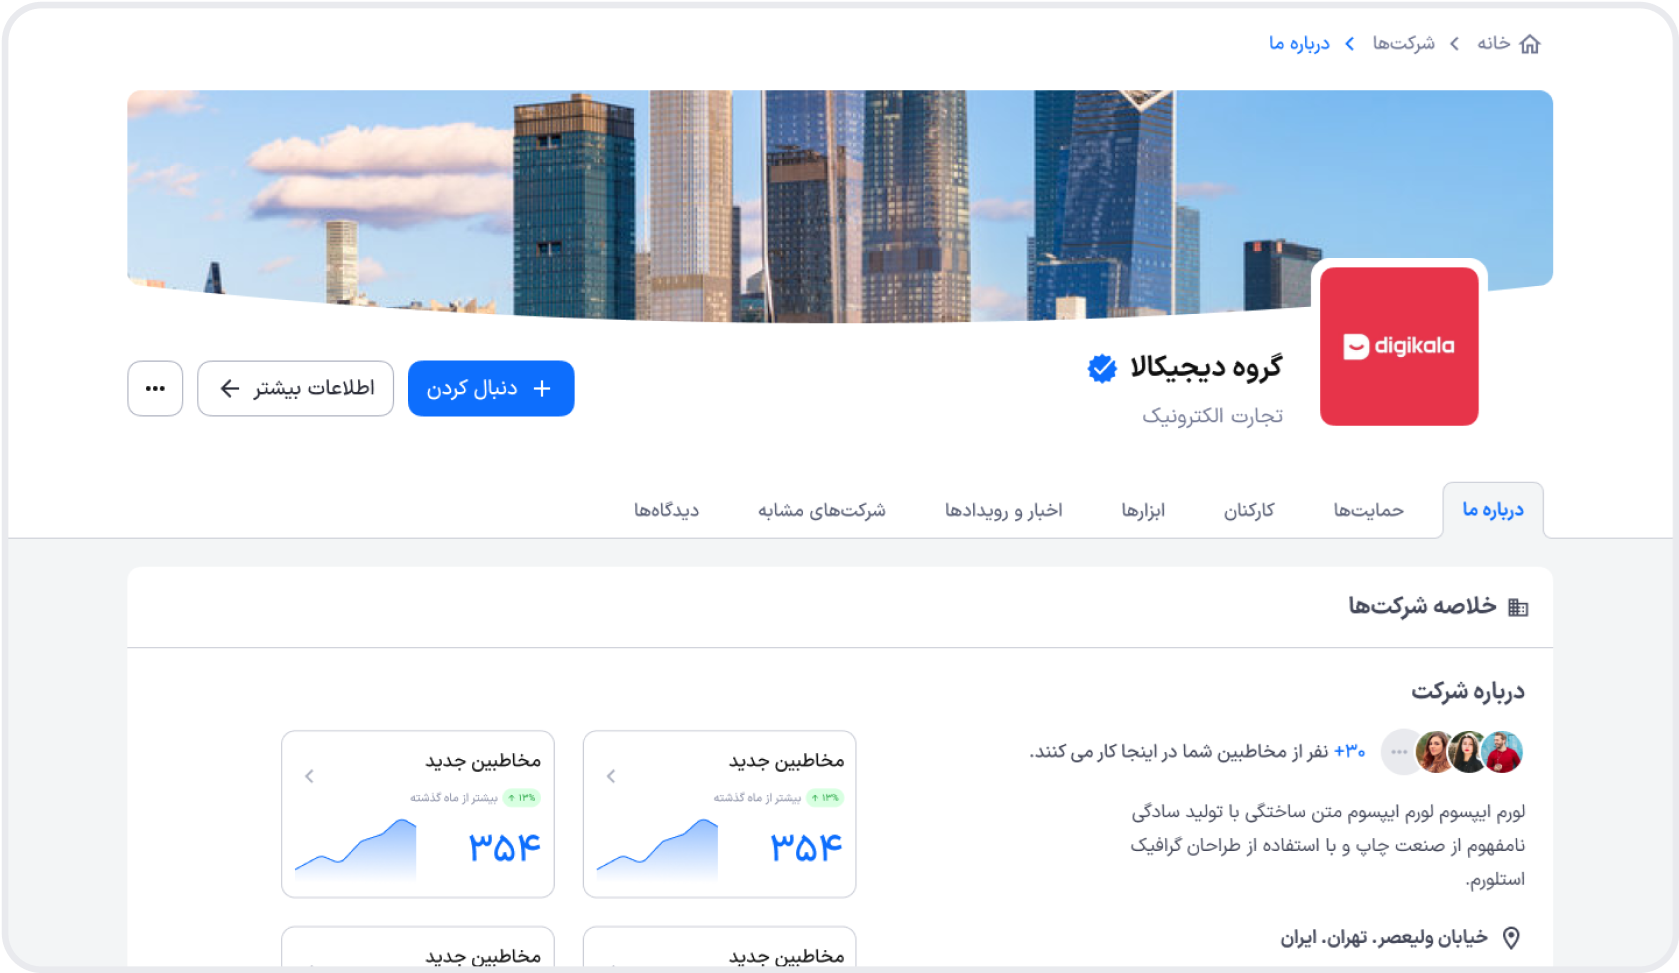 خانه
شرکت‌ها
درباره ما
digikala
گروه دیجیکالا
تجارت الکترونیک
دنبال کردن
اطلاعات بیشتر
درباره ما
حمایت‌ها
کارکنان
ابزارها
اخبار و رویدادها
شرکت‌های مشابه
دیدگاه‌ها
خلاصه شرکت‌ها
درباره شرکت
۳۰+ نفر از مخاطبین شما در اینجا کار می کنند.
لورم ایپسوم لورم ایپسوم متن ساختگی با تولید سادگی
نامفهوم از صنعت چاپ و با استفاده از طراحان گرافیک
استلورم.
خیابان ولیعصر. تهران. ایران
مخاطبین جدید
۱۳% بیشتر از ماه گذشته
۳۵۴
مخاطبین جدید
۱۳% بیشتر از ماه گذشته
۳۵۴
مخاطبین جدید
مخاطبین جدید